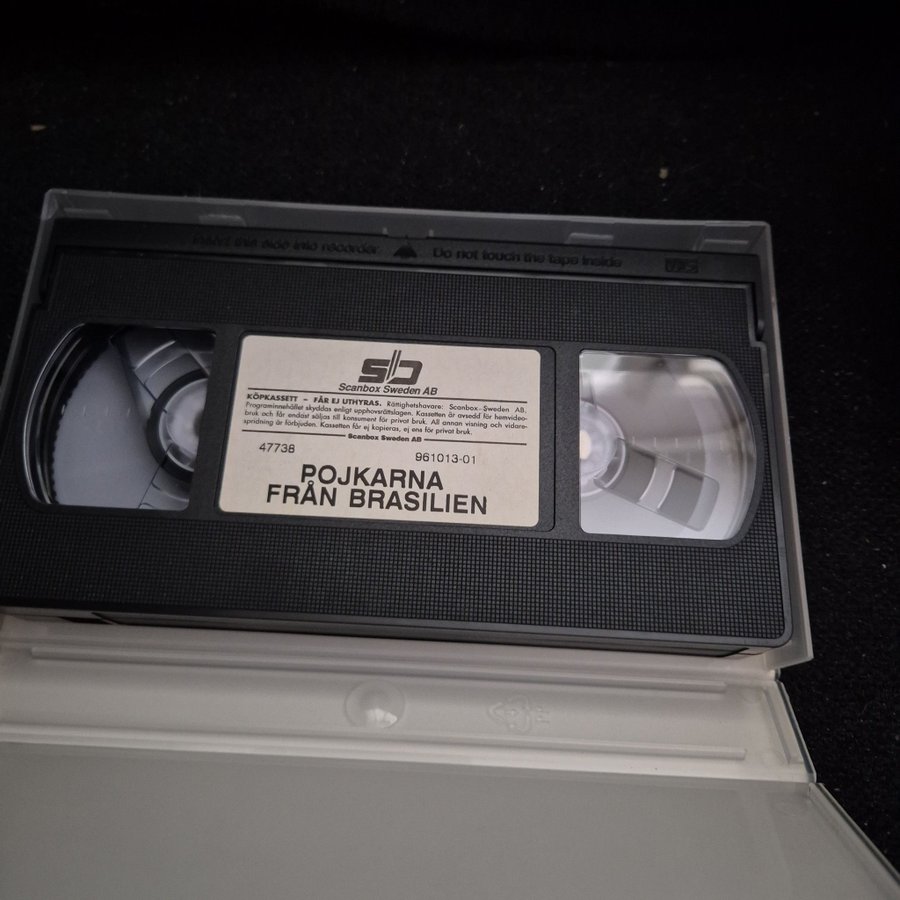 Insert this side into recorder Do not touch the tape inside VHS
sb
Scanbox Sweden AB
KÖPKASSETT – FÅR EJ UTHYRAS. Rättighetshavare: Scanbox Sweden AB.
Programinnehållet skyddas enligt upphovsrättslagen. Kassetten är avsedd för hemvideo-
bruk och får endast säljas till konsument för privat bruk. All annan visning och vidare-
spridning är förbjuden. Kassetten får ej kopieras, ej ens för privat bruk.
Scanbox Sweden AB
47738 961013-01
POJKARNA
FRÅN BRASILIEN